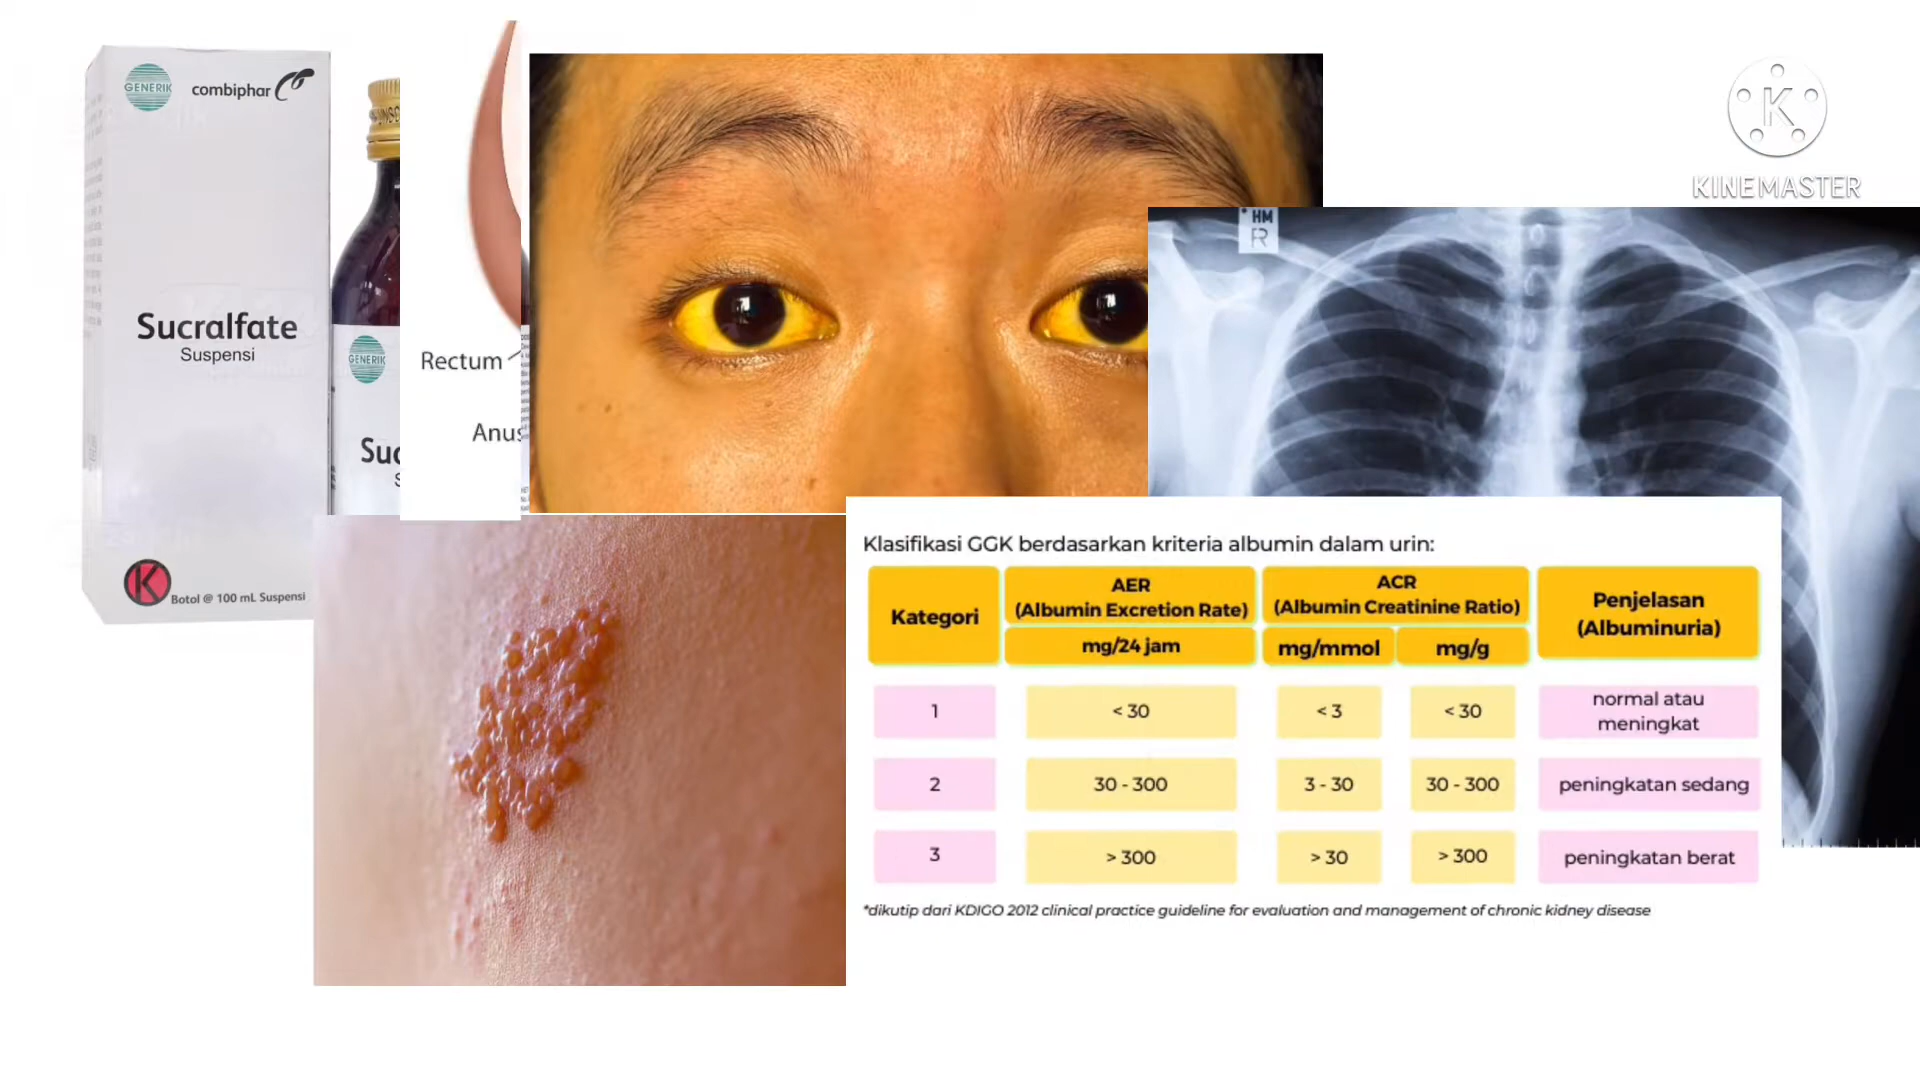 GENERIK
combiphar
Sucralfate
Suspensi
Botol @ 100 mL Suspensi
GENERIK
Suc
S
Rectum
Anus
HM
R
K
KINEMASTER
Klasifikasi GGK berdasarkan kriteria albumin dalam urin:
Kategori
AER
(Albumin Excretion Rate)
mg/24 jam
ACR
(Albumin Creatinine Ratio)
mg/mmol mg/g
Penjelasan
(Albuminuria)
1 < 30 < 3 < 30 normal atau
meningkat
2 30 - 300 3 - 30 30 - 300 peningkatan sedang
3 > 300 > 30 > 300 peningkatan berat
*dikutip dari KDIGO 2012 clinical practice guideline for evaluation and management of chronic kidney disease